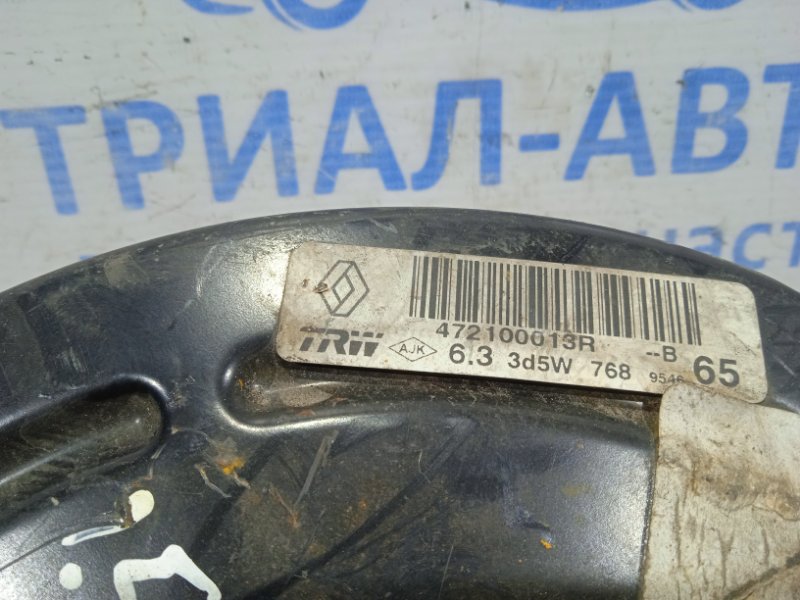 ТРИАЛ-АВТ
част
472100013R --B
TRW AJK 6.3 3d5W 768 65